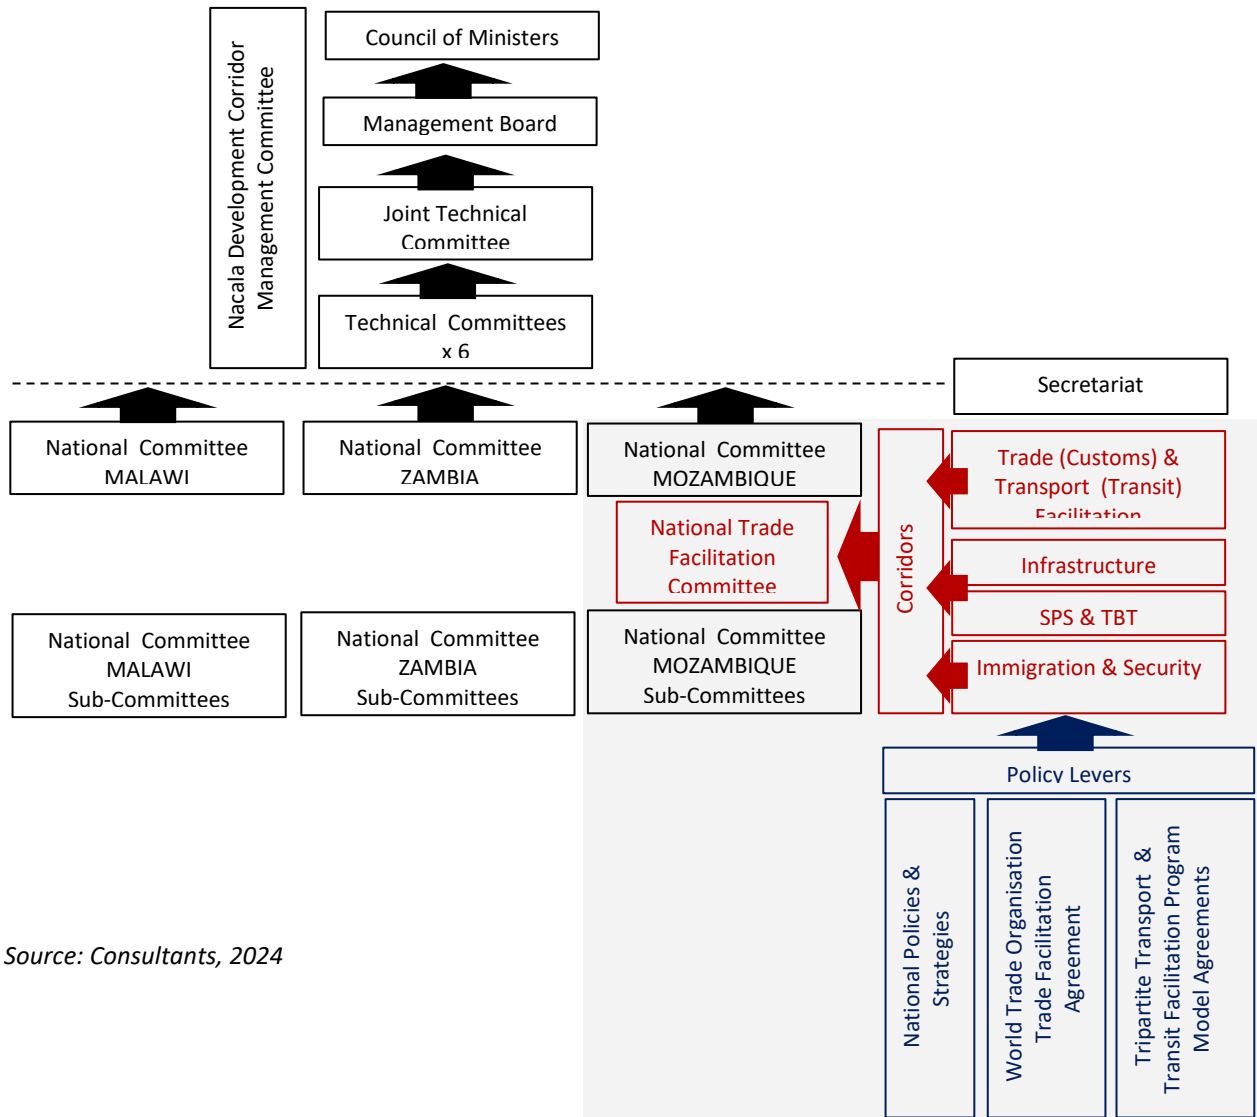 Nacala Development Corridor
Management Committee
Council of Ministers
Management Board
Joint Technical
Committee
Technical Committees
x 6
Secretariat
National Committee
MALAWI
National Committee
ZAMBIA
National Committee
MOZAMBIQUE
National Trade
Facilitation
Committee
Corridors
Trade (Customs) &
Transport (Transit)
Facilitation
Infrastructure
SPS & TBT
Immigration & Security
National Committee
MALAWI
Sub-Committees
National Committee
ZAMBIA
Sub-Committees
National Committee
MOZAMBIQUE
Sub-Committees
Policy Levers
National Policies &
Strategies
World Trade Organisation
Trade Facilitation
Agreement
Tripartite Transport &
Transit Facilitation Program
Model Agreements
Source: Consultants, 2024